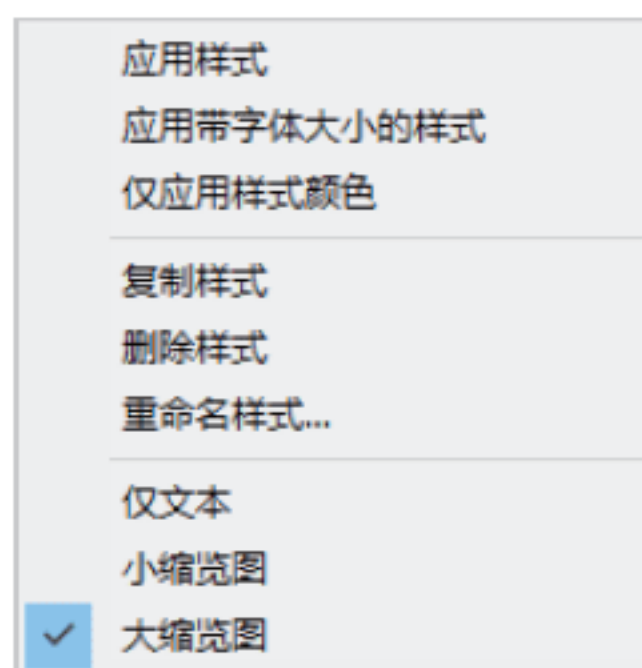 应用样式
应用带字体大小的样式
仅应用样式颜色
复制样式
删除样式
重命名样式...
仅文本
小缩览图
大缩览图